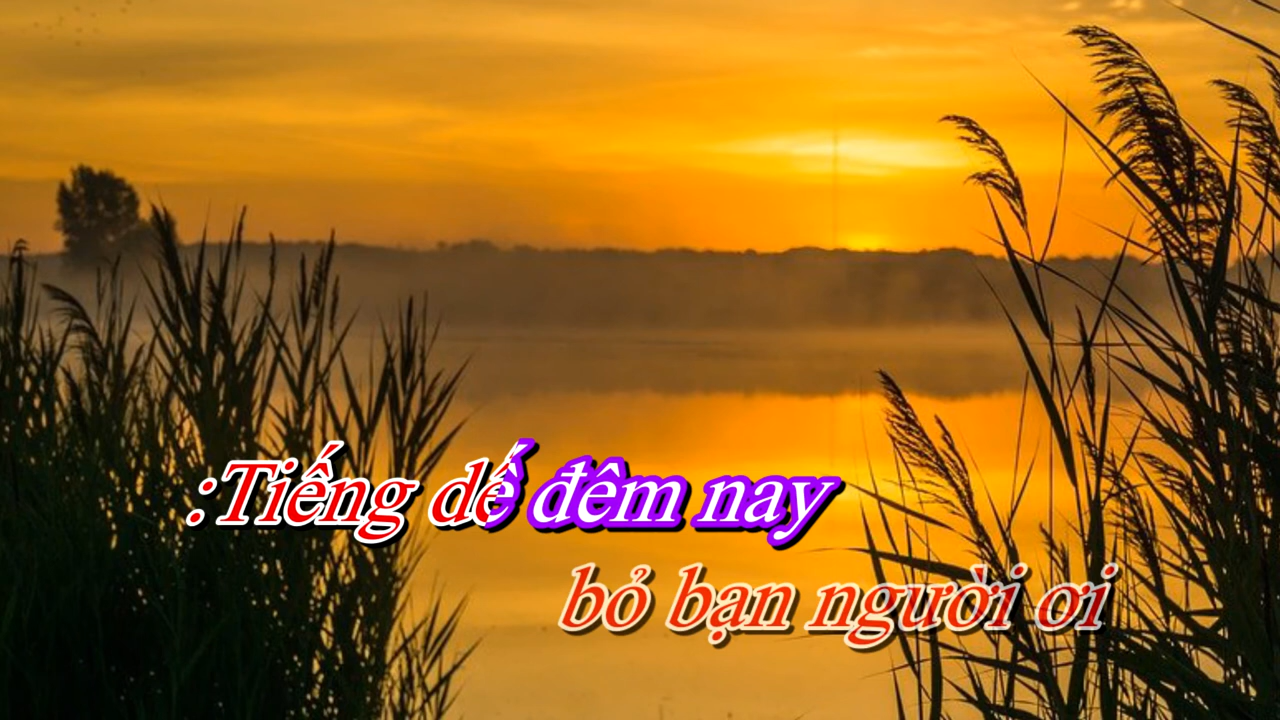 :Tiếng dế đêm nay
bỏ bạn người ơi